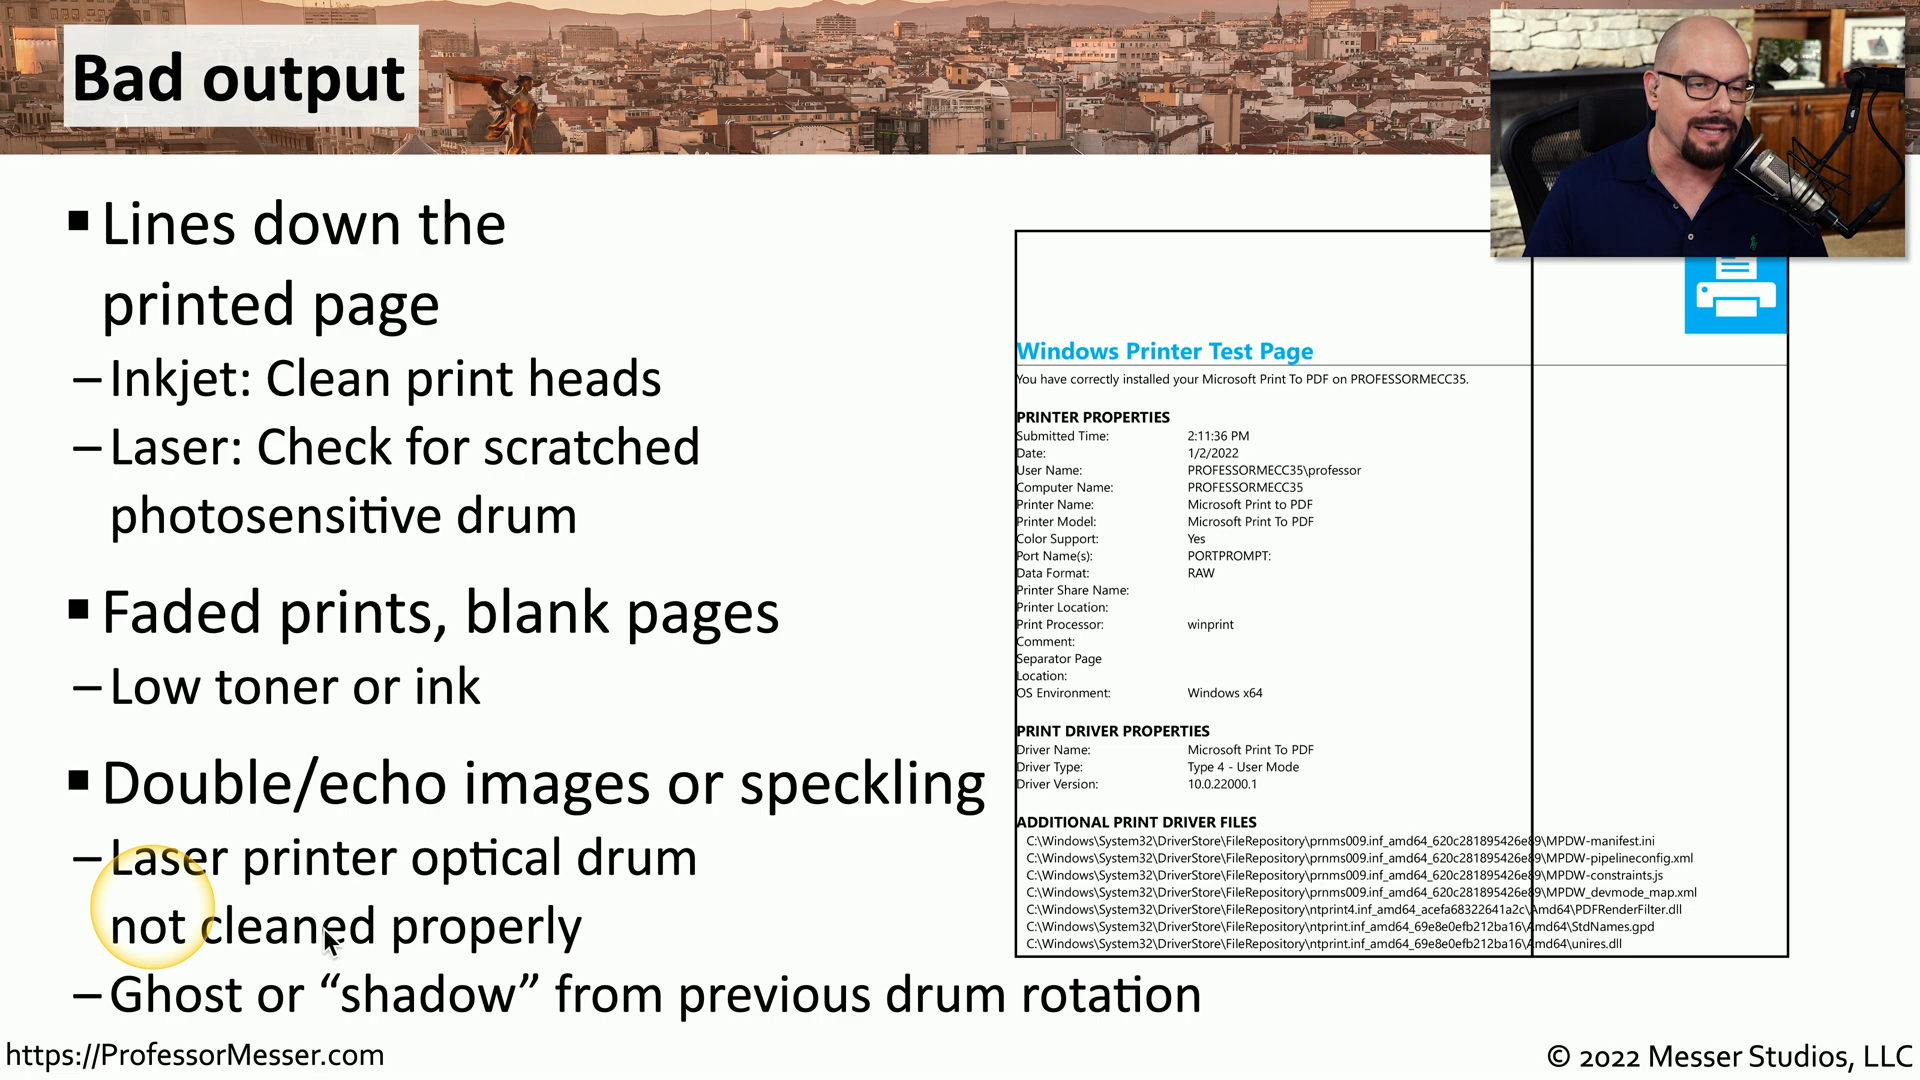 Bad output
▪ Lines down the
printed page
– Inkjet: Clean print heads
– Laser: Check for scratched
photosensitive drum
▪ Faded prints, blank pages
– Low toner or ink
▪ Double/echo images or speckling
– Laser printer optical drum
not cleaned properly
– Ghost or “shadow” from previous drum rotation
Windows Printer Test Page
You have correctly installed your Microsoft Print To PDF on PROFESSORMECC35.
PRINTER PROPERTIES
Submitted Time: 2:11:36 PM
Date: 1/2/2022
User Name: PROFESSORMECC35\professor
Computer Name: PROFESSORMECC35
Printer Name: Microsoft Print to PDF
Printer Model: Microsoft Print To PDF
Color Support: Yes
Port Name(s): PORTPROMPT:
Data Format: RAW
Printer Share Name:
Printer Location:
Print Processor: winprint
Comment:
Separator Page
Location:
OS Environment: Windows x64
PRINT DRIVER PROPERTIES
Driver Name: Microsoft Print To PDF
Driver Type: Type 4 - User Mode
Driver Version: 10.0.22000.1
ADDITIONAL PRINT DRIVER FILES
C:\Windows\System32\DriverStore\FileRepository\prnms009.inf_amd64_620c281895426e89\MPDW-manifest.ini
C:\Windows\System32\DriverStore\FileRepository\prnms009.inf_amd64_620c281895426e89\MPDW-pipelineconfig.xml
C:\Windows\System32\DriverStore\FileRepository\prnms009.inf_amd64_620c281895426e89\MPDW-constraints.js
C:\Windows\System32\DriverStore\FileRepository\prnms009.inf_amd64_620c281895426e89\MPDW_devmode_map.xml
C:\Windows\System32\DriverStore\FileRepository\ntprint4.inf_amd64_acefa68322641a2c\Amd64\PDFRenderFilter.dll
C:\Windows\System32\DriverStore\FileRepository\ntprint.inf_amd64_69e8e0efb212ba16\Amd64\StdNames.gpd
C:\Windows\System32\DriverStore\FileRepository\ntprint.inf_amd64_69e8e0efb212ba16\Amd64\unires.dll
https://ProfessorMesser.com
© 2022 Messer Studios, LLC